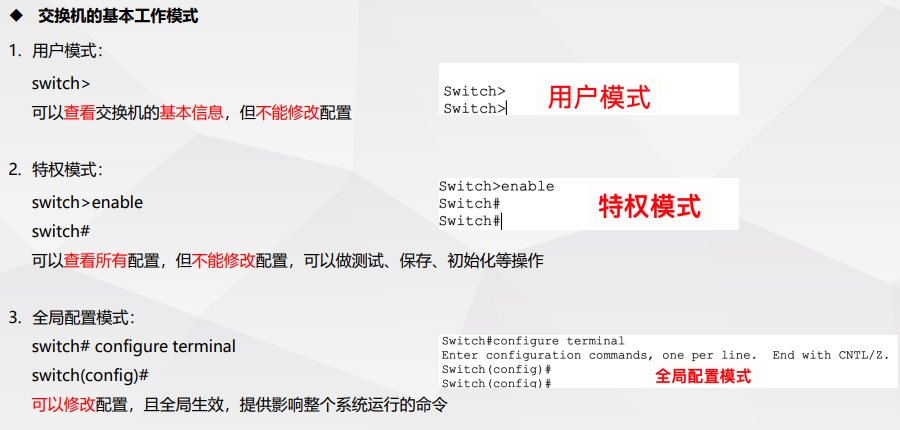 ◆ 交换机的基本工作模式
1. 用户模式：
switch>
可以查看交换机的基本信息，但不能修改配置
Switch>
Switch>
用户模式
2. 特权模式：
switch>enable
switch#
可以查看所有配置，但不能修改配置，可以做测试、保存、初始化等操作
Switch>enable
Switch#
Switch#
特权模式
3. 全局配置模式：
switch# configure terminal
switch(config)#
可以修改配置，且全局生效，提供影响整个系统运行的命令
Switch#configure terminal
Enter configuration commands, one per line.  End with CNTL/Z.
Switch(config)#
Switch(config)#
全局配置模式